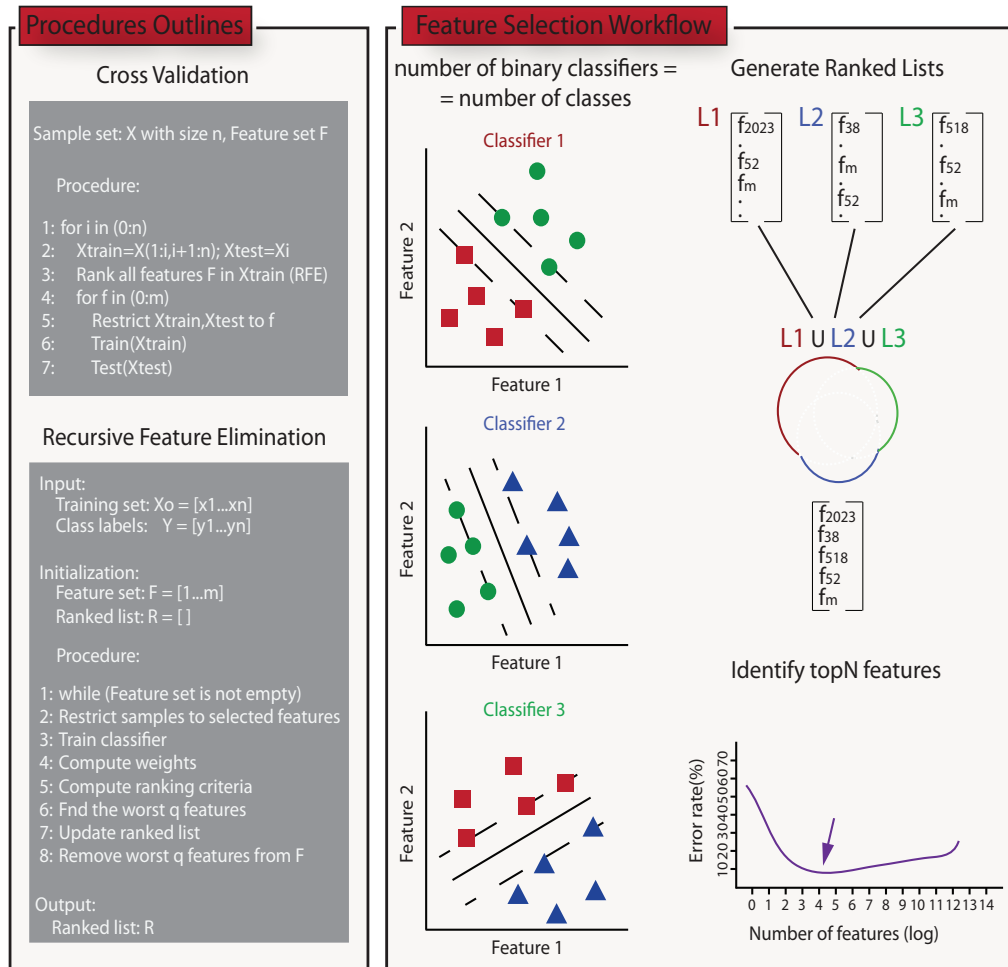 Procedures Outlines
Cross Validation
Sample set: X with size n, Feature set F
Procedure:
1: for i in (0:n)
2: Xtrain=X(1:i,i+1:n); Xtest=Xi
3: Rank all features F in Xtrain (RFE)
4: for f in (0:m)
5: Restrict Xtrain,Xtest to f
6: Train(Xtrain)
7: Test(Xtest)
Recursive Feature Elimination
Input:
Training set: Xo = [x1...xn]
Class labels: Y = [y1...yn]
Initialization:
Feature set: F = [1...m]
Ranked list: R = [ ]
Procedure:
1: while (Feature set is not empty)
2: Restrict samples to selected features
3: Train classifier
4: Compute weights
5: Compute ranking criteria
6: Fnd the worst q features
7: Update ranked list
8: Remove worst q features from F
Output:
Ranked list: R
Feature Selection Workflow
number of binary classifiers =
= number of classes
Classifier 1
Feature 2
Feature 1
Classifier 2
Feature 2
Feature 1
Classifier 3
Feature 2
Feature 1
Generate Ranked Lists
L1
f2023
.
f52
fm
.
.
L2
f38
.
fm
.
f52
.
L3
f518
.
f52
.
fm
.
L1 U L2 U L3
f2023
f38
f518
f52
fm
Identify topN features
Error rate(%)
10 20 30 40 50 60 70
0 1 2 3 4 5 6 7 8 9 10 11 12 13 14
Number of features (log)